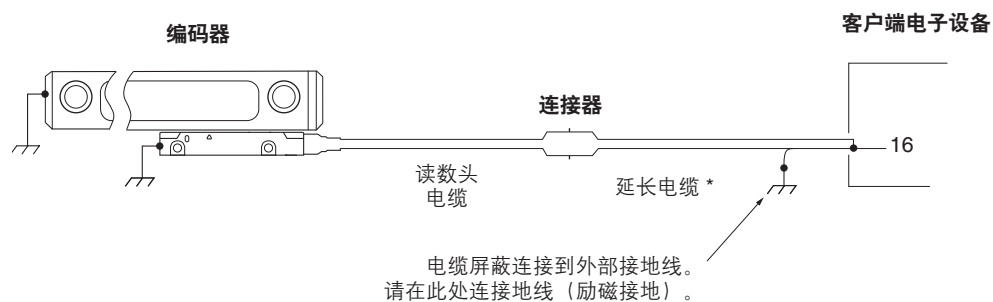 客户端电子设备
编码器
连接器
16
读数头
电缆
延长电缆 *
电缆屏蔽连接到外部接地线。
请在此处连接地线（励磁接地）。